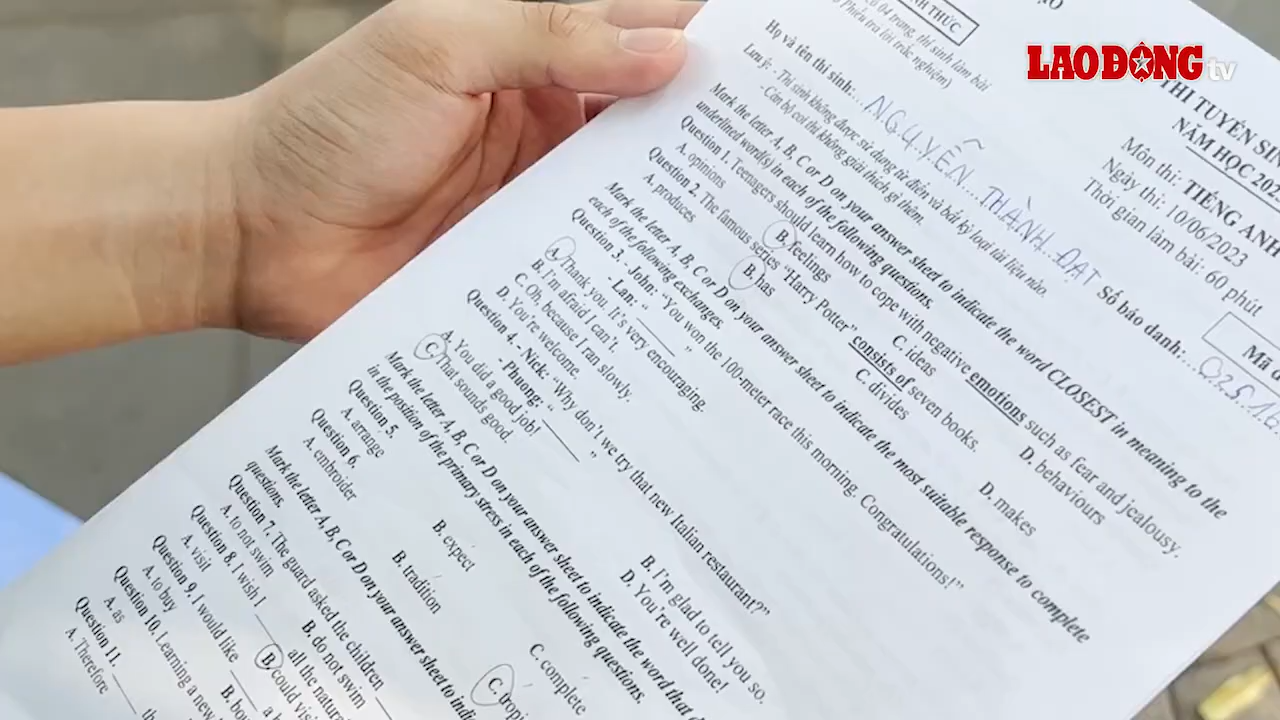 LAO ĐỘNG tv
THI TUYỂN
NĂM HỌC
Môn thi: TIẾNG ANH
Ngày thi: 10/06/2023
Thời gian làm bài: 60 phút
thí sinh làm bài
trắc nghiệm)
Họ và tên thí sinh: NGUYỄN THÀNH ĐẠT Số báo danh:
Lưu ý: - Thí sinh không được sử dụng từ điển và bất kỳ loại tài liệu nào.
- Cán bộ coi thi không giải thích gì thêm.
Mark the letter A, B, C or D on your answer sheet to indicate the word CLOSEST in meaning to the
underlined word(s) in each of the following questions.
Question 1. Teenagers should learn how to cope with negative emotions such as fear and jealousy.
A. opinions B. feelings C. ideas D. behaviours
Question 2. The famous series "Harry Potter" consists of seven books.
A. produces B. has C. divides D. makes
Mark the letter A, B, C or D on your answer sheet to indicate the most suitable response to complete
each of the following exchanges.
Question 3. - John: "You won the 100-meter race this morning. Congratulations!"
- Lan: "______"
A. Thank you. It's very encouraging.
B. I'm afraid I can't.
C. Oh, because I ran slowly.
D. You're welcome.
Question 4. - Nick: "Why don't we try that new Italian restaurant?"
- Phuong: "______"
A. You did a good job! B. I'm glad to tell you so.
C. That sounds good. D. You're well done!
Mark the letter A, B, C or D on your answer sheet to indicate the word that
in the position of the primary stress in each of the following questions.
Question 5.
A. arrange B. expect C. complete
Question 6.
A. embroider B. tradition C.
Mark the letter A, B, C or D on your answer sheet to
questions.
Question 7. The guard asked the children ______
A. to not swim B. do not swim
Question 8. I wish I ______ all the
A. visit B. could
Question 9. I would like ______ a
A. to buy B.
Question 10. Learning a new
A. as
Question 11. ______
A. Therefore